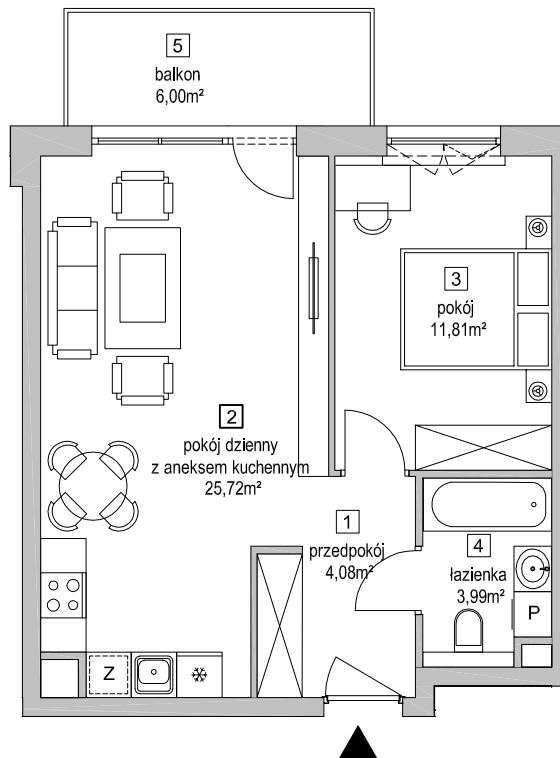 5
balkon
6,00m²
3
pokój
11,81m²
2
pokój dzienny
z aneksem kuchennym
25,72m²
1
przedpokój
4,08m²
4
łazienka
3,99m²
P
Z